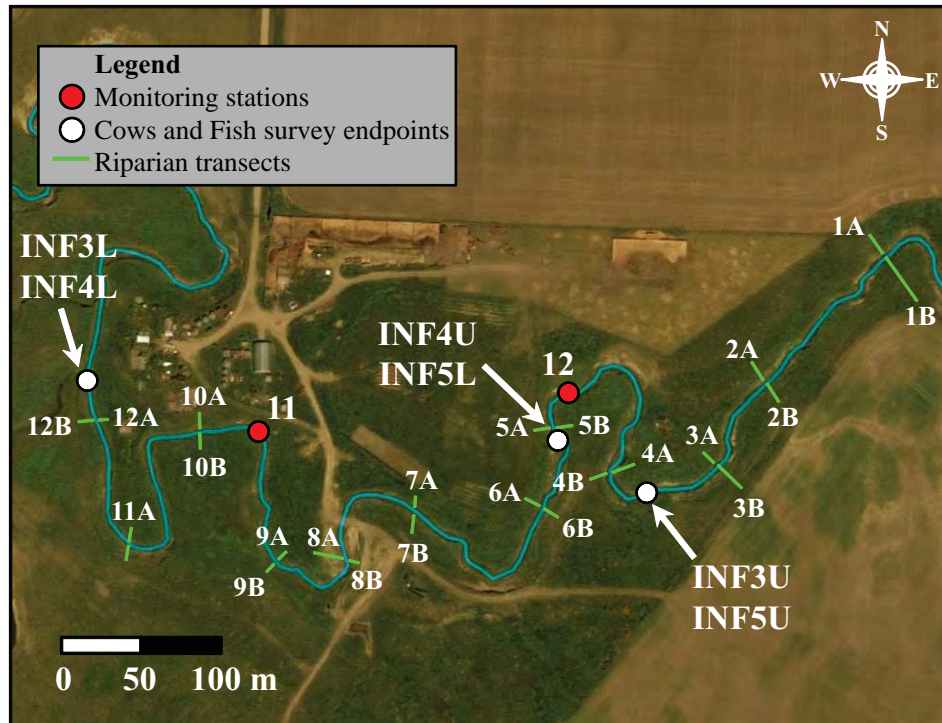 N
W E
S
Legend
Monitoring stations
Cows and Fish survey endpoints
Riparian transects
1A
1B
INF3L
INF4L
INF4U
INF5L
2A
2B
12
10A
11
12B
12A
10B
5A
5B
3A
3B
4A
4B
7A
7B
6A
6B
11A
9A
9B
8A
8B
INF3U
INF5U
0 50 100 m